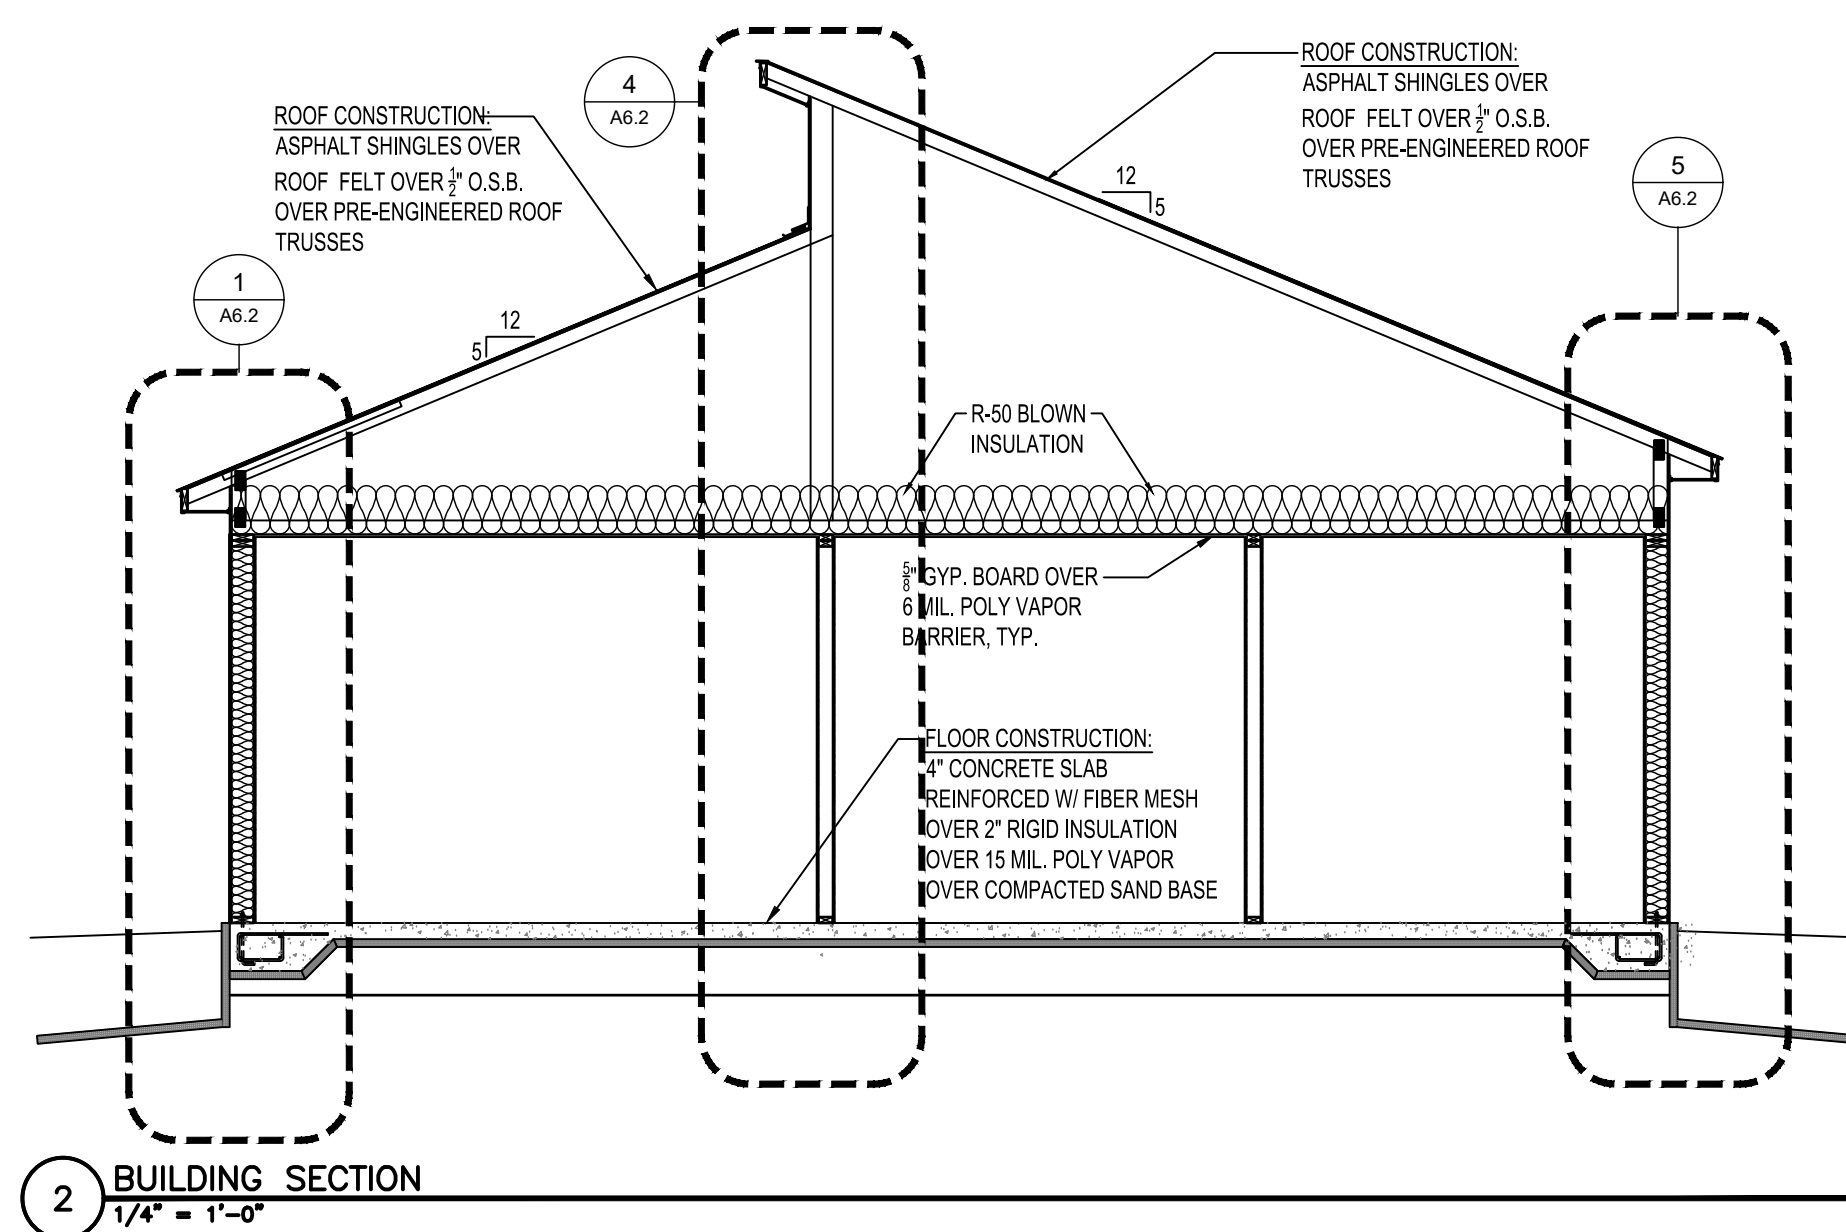 ROOF CONSTRUCTION:
ASPHALT SHINGLES OVER
ROOF FELT OVER ½" O.S.B.
OVER PRE-ENGINEERED ROOF
TRUSSES
4
A6.2
ROOF CONSTRUCTION:
ASPHALT SHINGLES OVER
ROOF FELT OVER ½" O.S.B.
OVER PRE-ENGINEERED ROOF
TRUSSES
5
A6.2
1
A6.2
12
5
12
5
R-50 BLOWN
INSULATION
⅝" GYP. BOARD OVER
6 MIL. POLY VAPOR
BARRIER, TYP.
FLOOR CONSTRUCTION:
4" CONCRETE SLAB
REINFORCED W/ FIBER MESH
OVER 2" RIGID INSULATION
OVER 15 MIL. POLY VAPOR
OVER COMPACTED SAND BASE
2
BUILDING SECTION
1/4" = 1'-0"